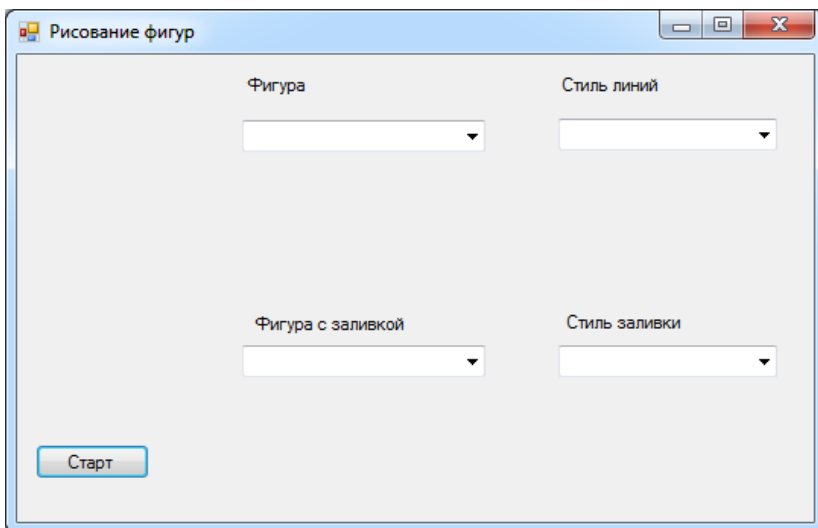 Рисование фигур
Фигура
Стиль линий
Фигура с заливкой
Стиль заливки
Старт